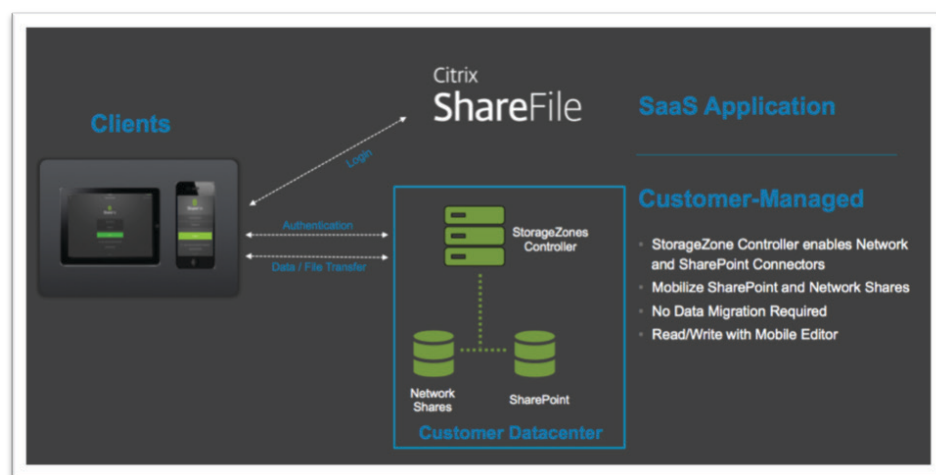 Clients
Citrix
ShareFile
SaaS Application
Login
Authentication
Data / File Transfer
StorageZones
Controller
Network
Shares
SharePoint
Customer Datacenter
Customer-Managed
StorageZone Controller enables Network
and SharePoint Connectors
Mobilize SharePoint and Network Shares
No Data Migration Required
Read/Write with Mobile Editor